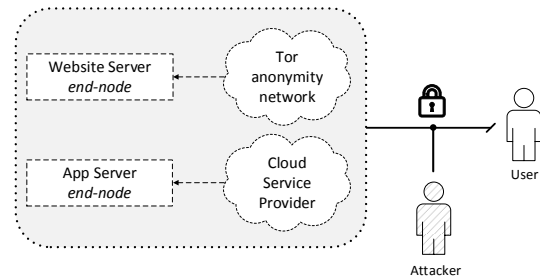 Website Server
end-node
Tor
anonymity
network
App Server
end-node
Cloud
Service
Provider
User
Attacker